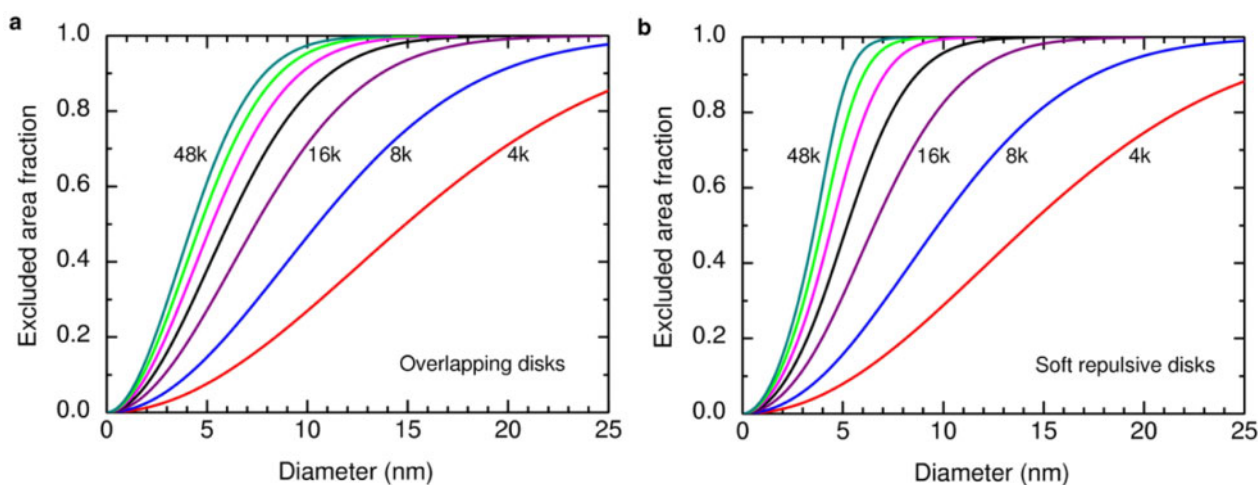 a
1.0
0.8
0.6
0.4
0.2
0.0
Excluded area fraction
48k
16k
8k
4k
Overlapping disks
0
5
10
15
20
25
Diameter (nm)
b
1.0
0.8
0.6
0.4
0.2
0.0
Excluded area fraction
48k
16k
8k
4k
Soft repulsive disks
0
5
10
15
20
25
Diameter (nm)